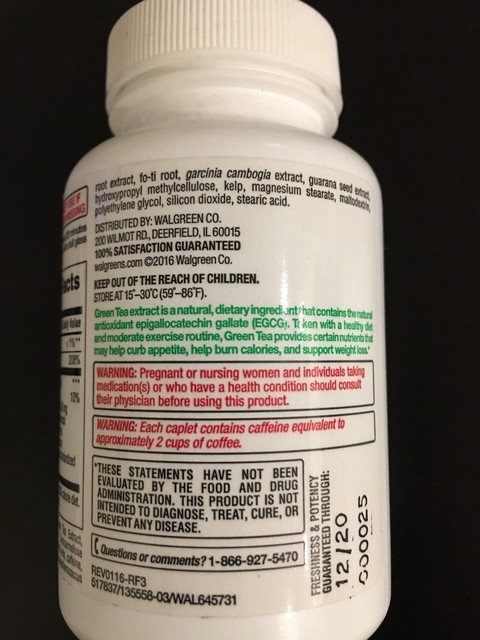 root extract, fo-ti root, garcinia cambogia extract, guarana seed extract,
hydroxypropyl methylcellulose, kelp, magnesium stearate, maltodextrin,
polyethylene glycol, silicon dioxide, stearic acid.
DISTRIBUTED BY: WALGREEN CO.
200 WILMOT RD., DEERFIELD, IL 60015
100% SATISFACTION GUARANTEED
walgreens.com ©2016 Walgreen Co.
KEEP OUT OF THE REACH OF CHILDREN.
STORE AT 15°-30°C (59°-86°F).
Green Tea extract is a natural, dietary ingredient that contains the natural
antioxidant epigallocatechin gallate (EGCG). Taken with a healthy diet
and moderate exercise routine, Green Tea provides certain nutrients that
may help curb appetite, help burn calories, and support weight loss.*
WARNING: Pregnant or nursing women and individuals taking
medication(s) or who have a health condition should consult
their physician before using this product.
WARNING: Each caplet contains caffeine equivalent to
approximately 2 cups of coffee.
*THESE STATEMENTS HAVE NOT BEEN
EVALUATED BY THE FOOD AND DRUG
ADMINISTRATION. THIS PRODUCT IS NOT
INTENDED TO DIAGNOSE, TREAT, CURE, OR
PREVENT ANY DISEASE.
Questions or comments? 1-866-927-5470
REV0116-RF3
517837/135558-03/WAL645731
FRESHNESS & POTENCY
GUARANTEED THROUGH:
12/20
000025